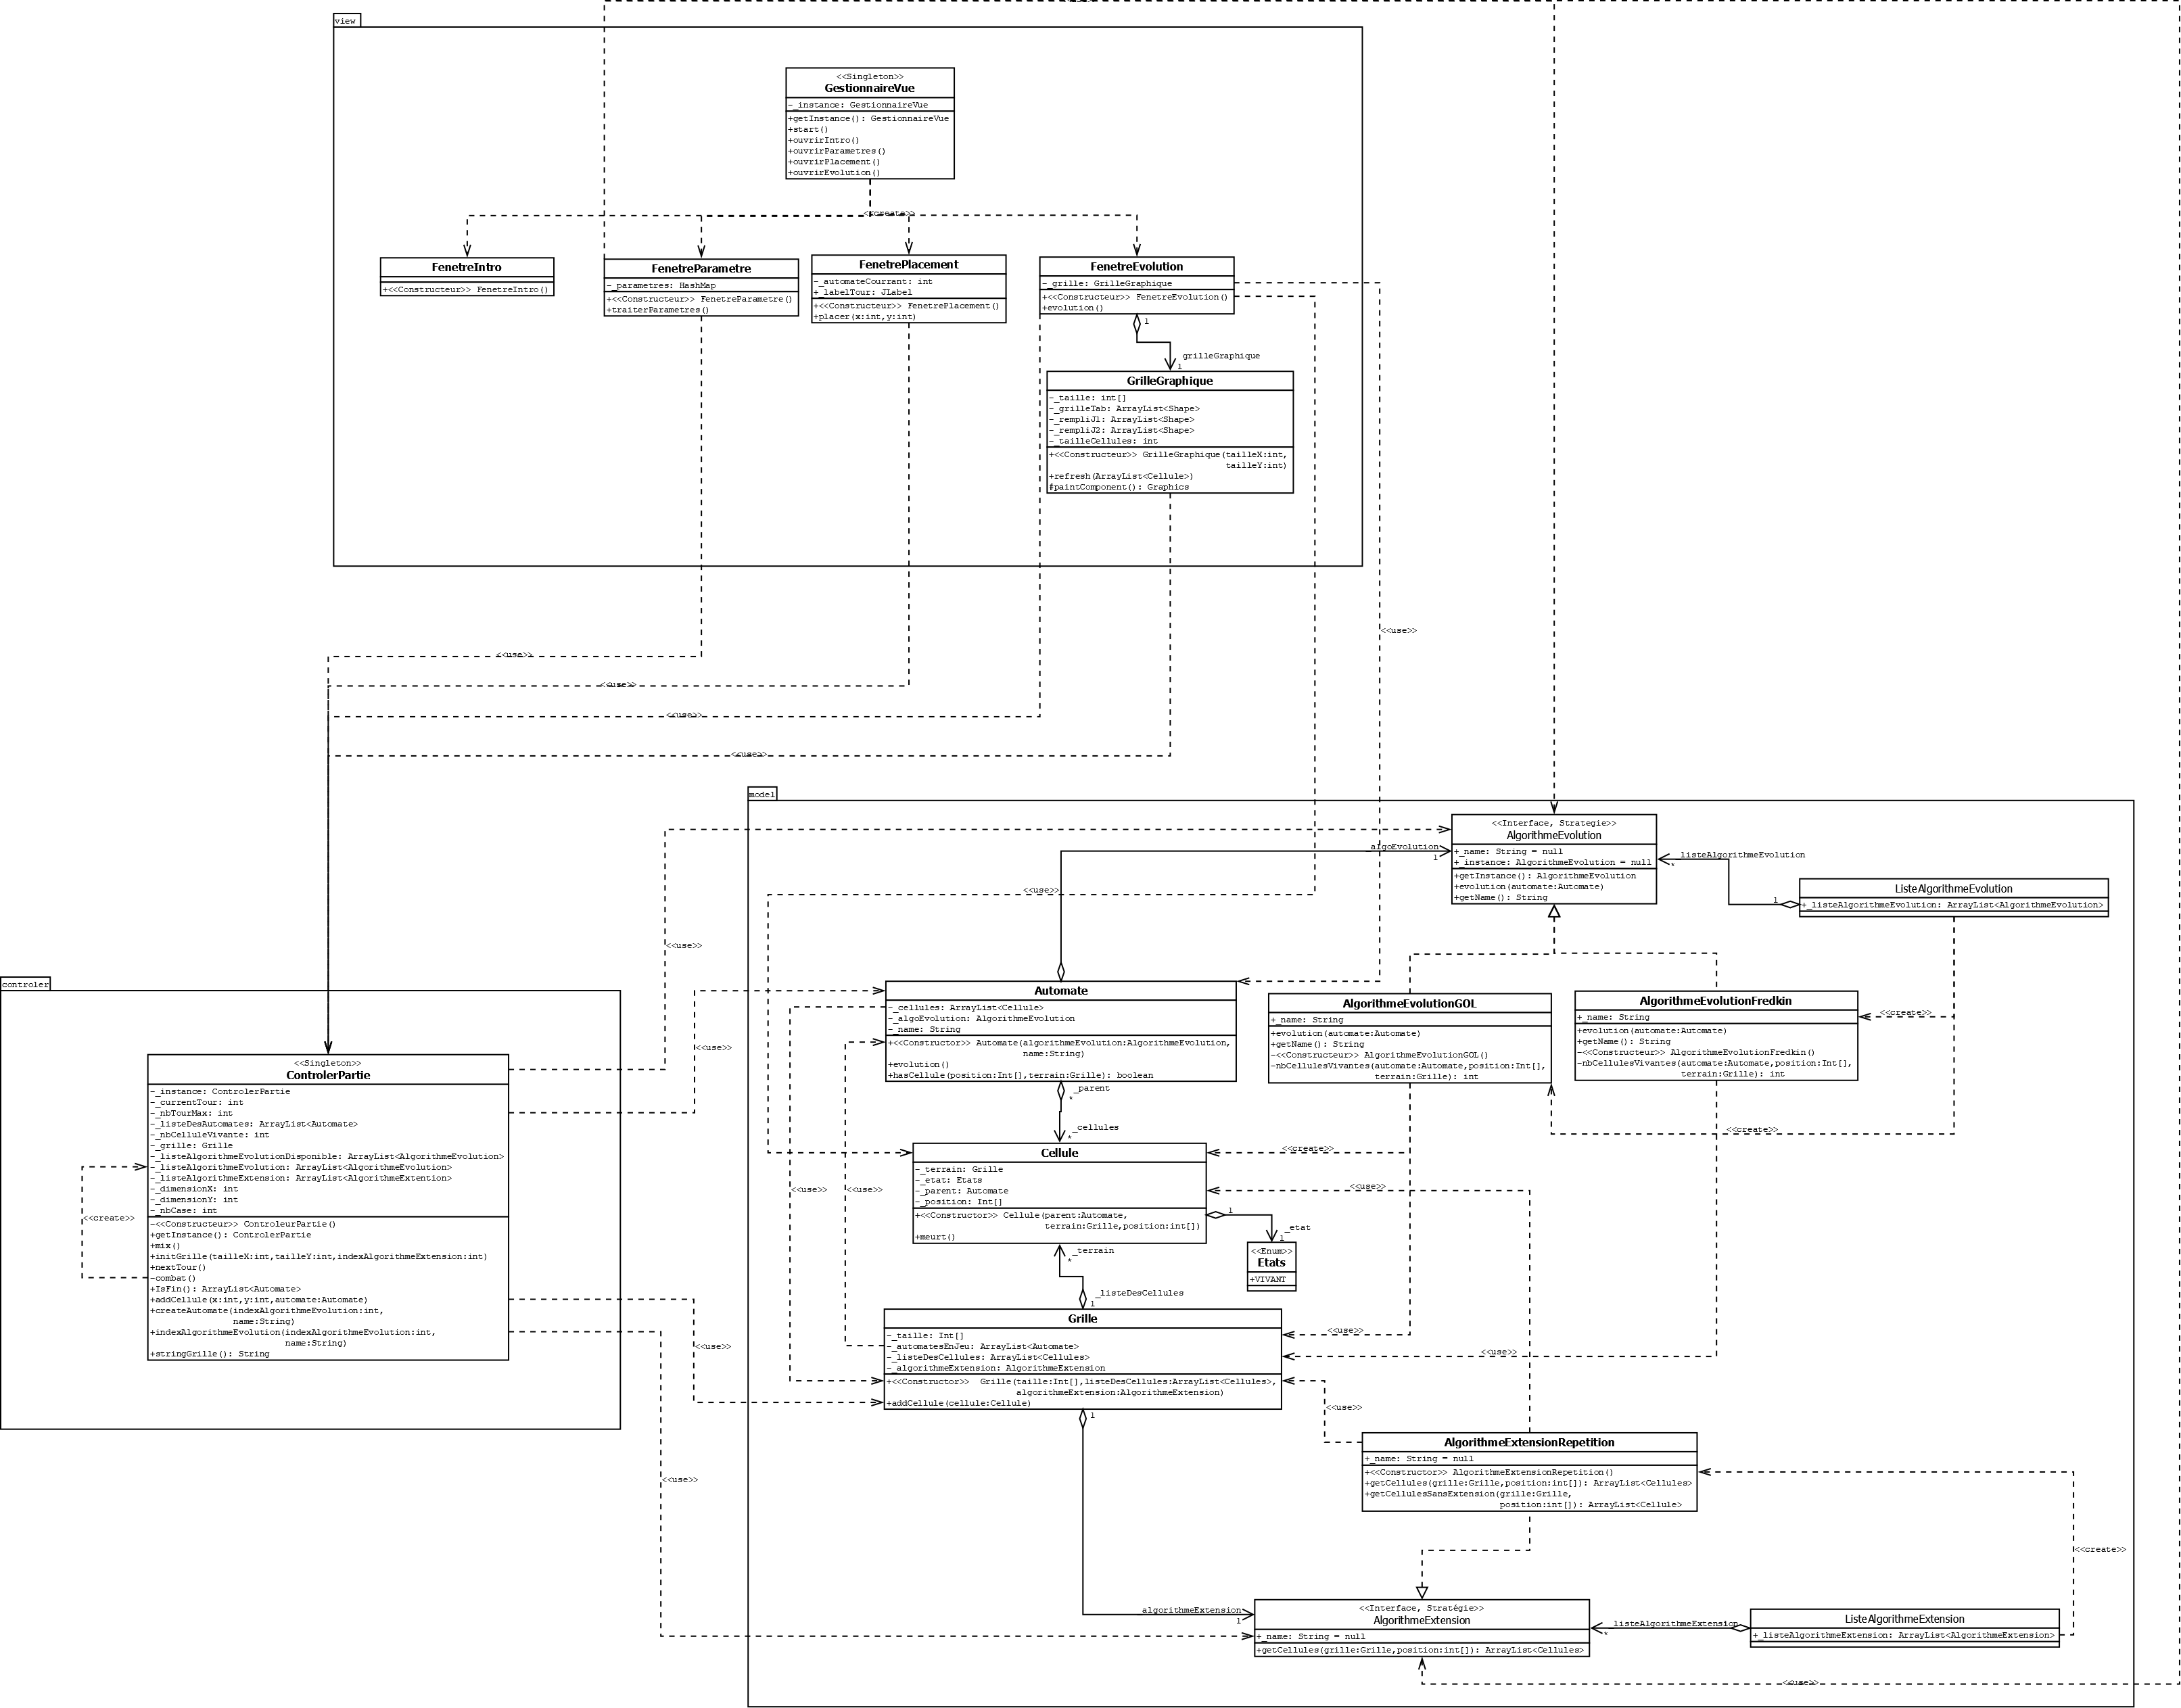 view
<<Singleton>>
GestionnaireVue
-_instance: GestionnaireVue
+getInstance(): GestionnaireVue
+start()
+ouvrirIntro()
+ouvrirParametres()
+ouvrirPlacement()
+ouvrirEvolution()
<<create>>
FenetreIntro
+<<Constructeur>> FenetreIntro()
FenetreParametre
-_parametres: HashMap
+<<Constructeur>> FenetreParametre()
+traiterParametres()
FenetrePlacement
-_automateCourrant: int
+_labelTour: JLabel
+<<Constructeur>> FenetrePlacement()
+placer(x:int,y:int)
FenetreEvolution
-_grille: GrilleGraphique
+<<Constructeur>> FenetreEvolution()
+evolution()
1
grilleGraphique
1
GrilleGraphique
-_taille: int[]
-_grilleTab: ArrayList<Shape>
-_rempliJ1: ArrayList<Shape>
-_rempliJ2: ArrayList<Shape>
-_tailleCellules: int
+<<Constructeur>> GrilleGraphique(tailleX:int,
tailleY:int)
+refresh(ArrayList<Cellule>)
#paintComponent(): Graphics
<<use>>
<<use>>
<<use>>
<<use>>
<<use>>
model
<<Interface, Strategie>>
AlgorithmeEvolution
+_name: String = null
+_instance: AlgorithmeEvolution = null
+getInstance(): AlgorithmeEvolution
+evolution(automate:Automate)
+getName(): String
_algoEvolution
1
_listeAlgorithmeEvolution
*
1
ListeAlgorithmeEvolution
+_listeAlgorithmeEvolution: ArrayList<AlgorithmeEvolution>
<<use>>
<<use>>
controler
<<Singleton>>
ControlerPartie
-_instance: ControlerPartie
-_currentTour: int
-_nbTourMax: int
-_listeDesAutomates: ArrayList<Automate>
-_nbCelluleVivante: int
-_grille: Grille
-_listeAlgorithmeEvolutionDisponible: ArrayList<AlgorithmeEvolution>
-_listeAlgorithmeEvolution: ArrayList<AlgorithmeEvolution>
-_listeAlgorithmeExtension: ArrayList<AlgorithmeExtention>
-_dimensionX: int
-_dimensionY: int
-_nbCase: int
-<<Constructeur>> ControleurPartie()
+getInstance(): ControlerPartie
+mix()
+initGrille(tailleX:int,tailleY:int,indexAlgorithmeExtension:int)
+nextTour()
-combat()
+IsFin(): ArrayList<Automate>
+addCellule(x:int,y:int,automate:Automate)
+createAutomate(indexAlgorithmeEvolution:int,
name:String)
+indexAlgorithmeEvolution(indexAlgorithmeEvolution:int,
name:String)
+stringGrille(): String
<<create>>
<<use>>
<<use>>
<<use>>
Automate
-_cellules: ArrayList<Cellule>
-_algoEvolution: AlgorithmeEvolution
-_name: String
+<<Constructor>> Automate(algorithmeEvolution:AlgorithmeEvolution,
name:String)
+evolution()
+hasCellule(position:Int[],terrain:Grille): boolean
AlgorithmeEvolutionGOL
+_name: String
+evolution(automate:Automate)
+getName(): String
-<<Constructeur>> AlgorithmeEvolutionGOL()
-nbCellulesVivantes(automate:Automate,position:Int[],
terrain:Grille): int
AlgorithmeEvolutionFredkin
+_name: String
+evolution(automate:Automate)
+getName(): String
-<<Constructeur>> AlgorithmeEvolutionFredkin()
-nbCellulesVivantes(automate:Automate,position:Int[],
terrain:Grille): int
<<create>>
<<create>>
_parent
*
_cellules
*
<<create>>
Cellule
-_terrain: Grille
-_etat: Etats
-_parent: Automate
-_position: Int[]
+<<Constructor>> Cellule(parent:Automate,
terrain:Grille,position:int[])
+meurt()
<<use>>
<<use>>
<<use>>
1
_etat
1
<<Enum>>
Etats
+VIVANT
_terrain
*
_listeDesCellules
1
Grille
-_taille: Int[]
-_automatesEnJeu: ArrayList<Automate>
-_listeDesCellules: ArrayList<Cellules>
-_algorithmeExtension: AlgorithmeExtension
+<<Constructor>> Grille(taille:Int[],listeDesCellules:ArrayList<Cellules>,
algorithmeExtension:AlgorithmeExtension)
+addCellule(cellule:Cellule)
<<use>>
<<use>>
<<use>>
1
AlgorithmeExtensionRepetition
+_name: String = null
+<<Constructor>> AlgorithmeExtensionRepetition()
+getCellules(grille:Grille,position:int[]): ArrayList<Cellules>
+getCellulesSansExtension(grille:Grille,
position:int[]): ArrayList<Cellule>
<<create>>
_algorithmeExtension
1
<<Interface, Stratégie>>
AlgorithmeExtension
+_name: String = null
+getCellules(grille:Grille,position:int[]): ArrayList<Cellules>
_listeAlgorithmeExtension
*
ListeAlgorithmeExtension
+_listeAlgorithmeExtension: ArrayList<AlgorithmeExtension>
<<use>>